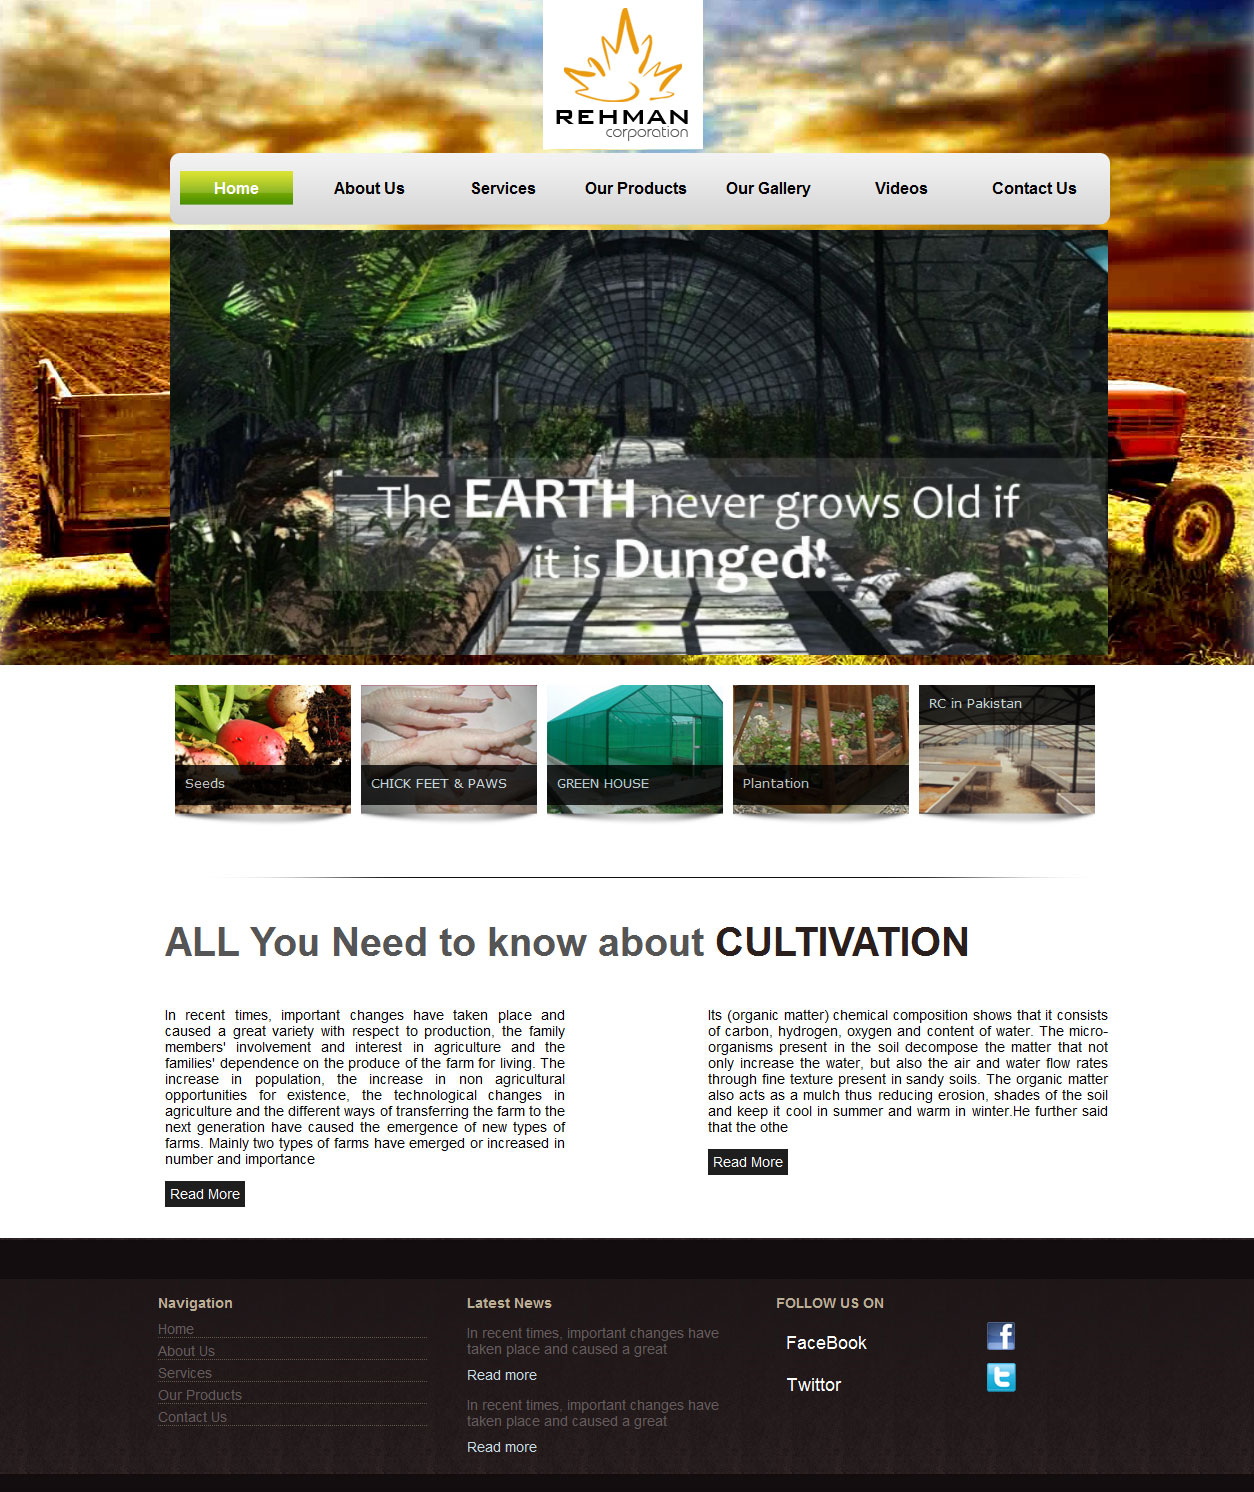 REHMAN
corporation
Home About Us Services Our Products Our Gallery Videos Contact Us
The EARTH never grows Old if
it is Dunged!
Seeds
CHICK FEET & PAWS
GREEN HOUSE
Plantation
RC in Pakistan
ALL You Need to know about CULTIVATION
In recent times, important changes have taken place and
caused a great variety with respect to production, the family
members' involvement and interest in agriculture and the
families' dependence on the produce of the farm for living. The
increase in population, the increase in non agricultural
opportunities for existence, the technological changes in
agriculture and the different ways of transferring the farm to the
next generation have caused the emergence of new types of
farms. Mainly two types of farms have emerged or increased in
number and importance
Read More
Its (organic matter) chemical composition shows that it consists
of carbon, hydrogen, oxygen and content of water. The micro-
organisms present in the soil decompose the matter that not
only increase the water, but also the air and water flow rates
through fine texture present in sandy soils. The organic matter
also acts as a mulch thus reducing erosion, shades of the soil
and keep it cool in summer and warm in winter.He further said
that the othe
Read More
Navigation
Home
About Us
Services
Our Products
Contact Us
Latest News
In recent times, important changes have
taken place and caused a great
Read more
In recent times, important changes have
taken place and caused a great
Read more
FOLLOW US ON
FaceBook
Twittor